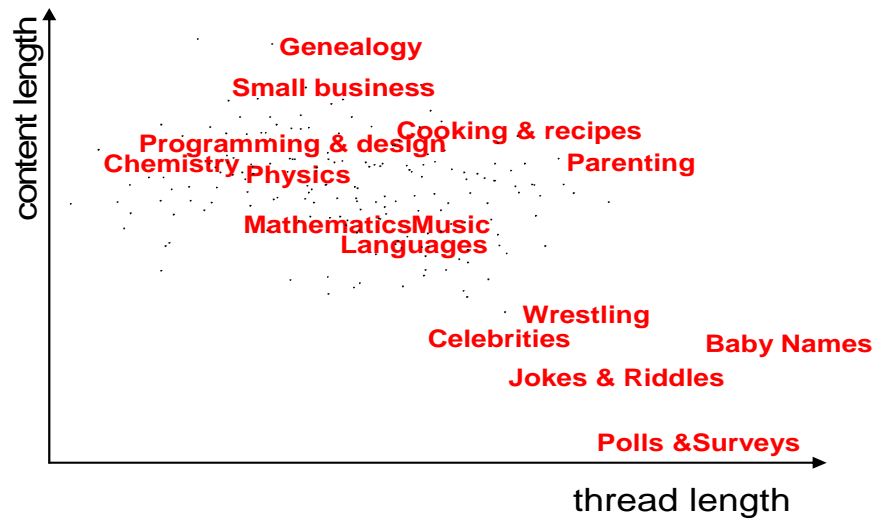 content length
Genealogy
Small business
Cooking & recipes
Programming & design
Chemistry
Parenting
Physics
MathematicsMusic
Languages
Wrestling
Celebrities
Baby Names
Jokes & Riddles
Polls &Surveys
thread length